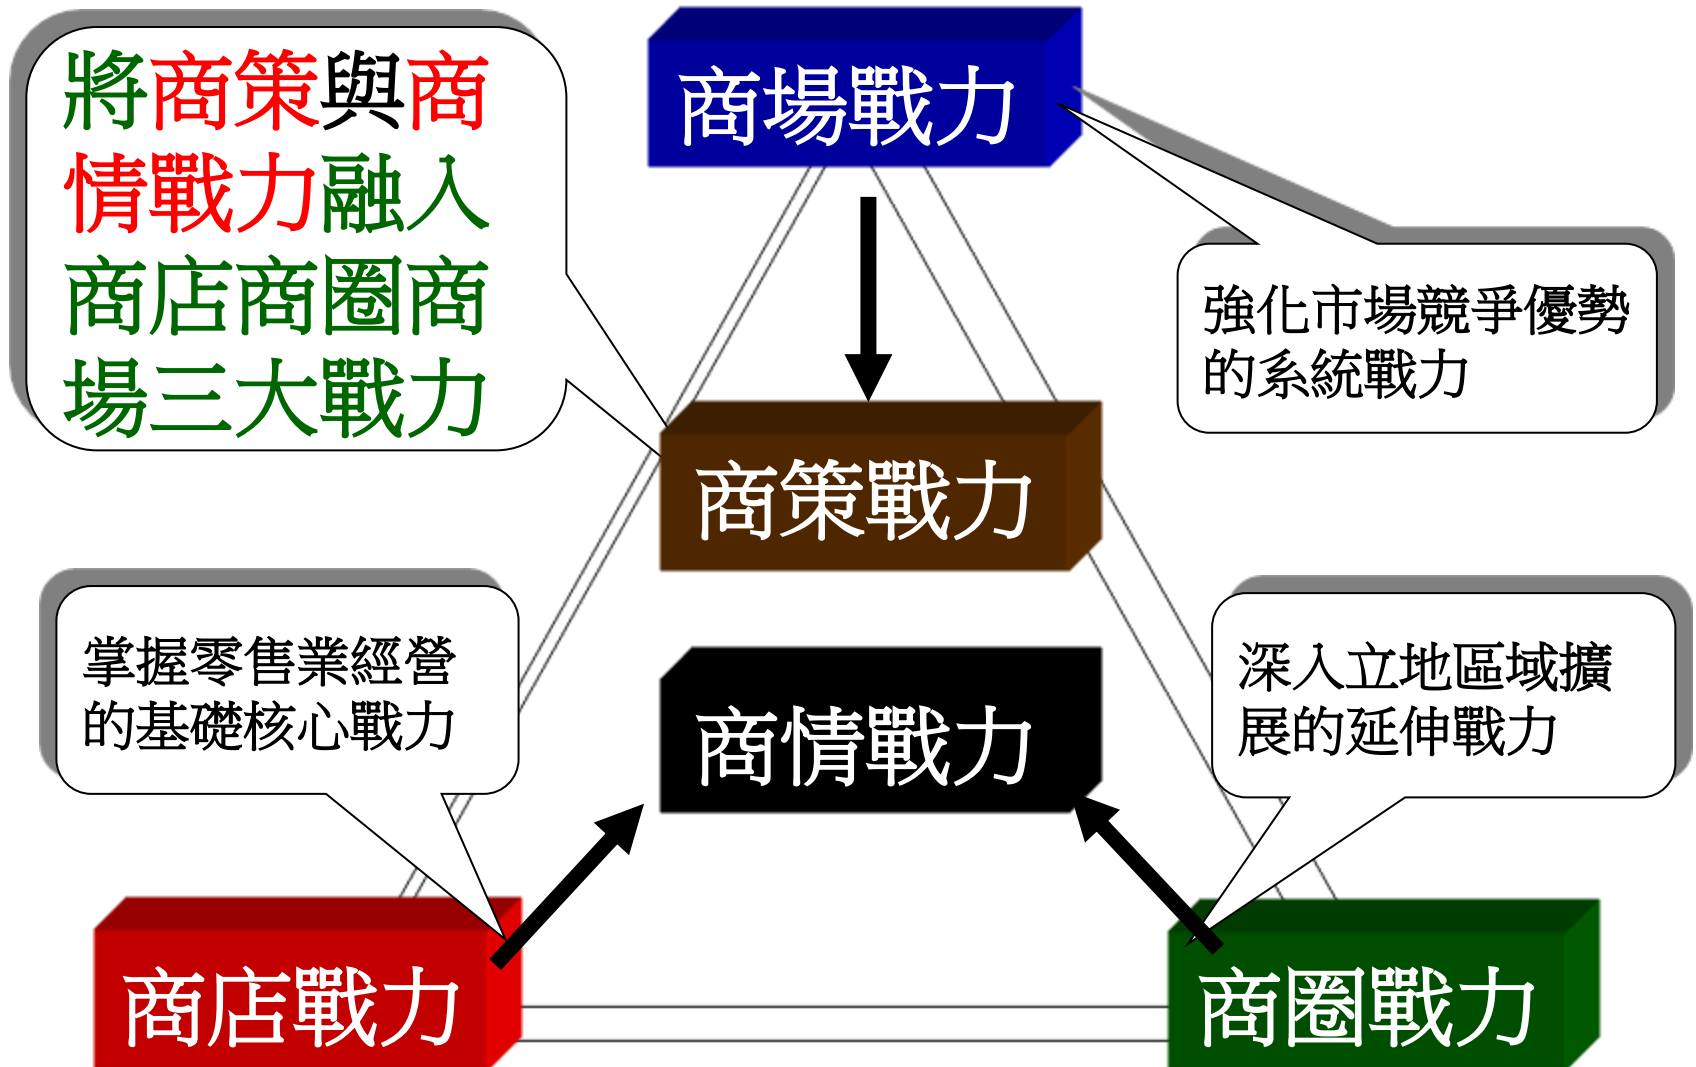 將商策與商
情戰力融入
商店商圈商
場三大戰力
商場戰力
強化市場競爭優勢
的系統戰力
商策戰力
掌握零售業經營
的基礎核心戰力
商情戰力
深入立地區域擴
展的延伸戰力
商店戰力
商圈戰力